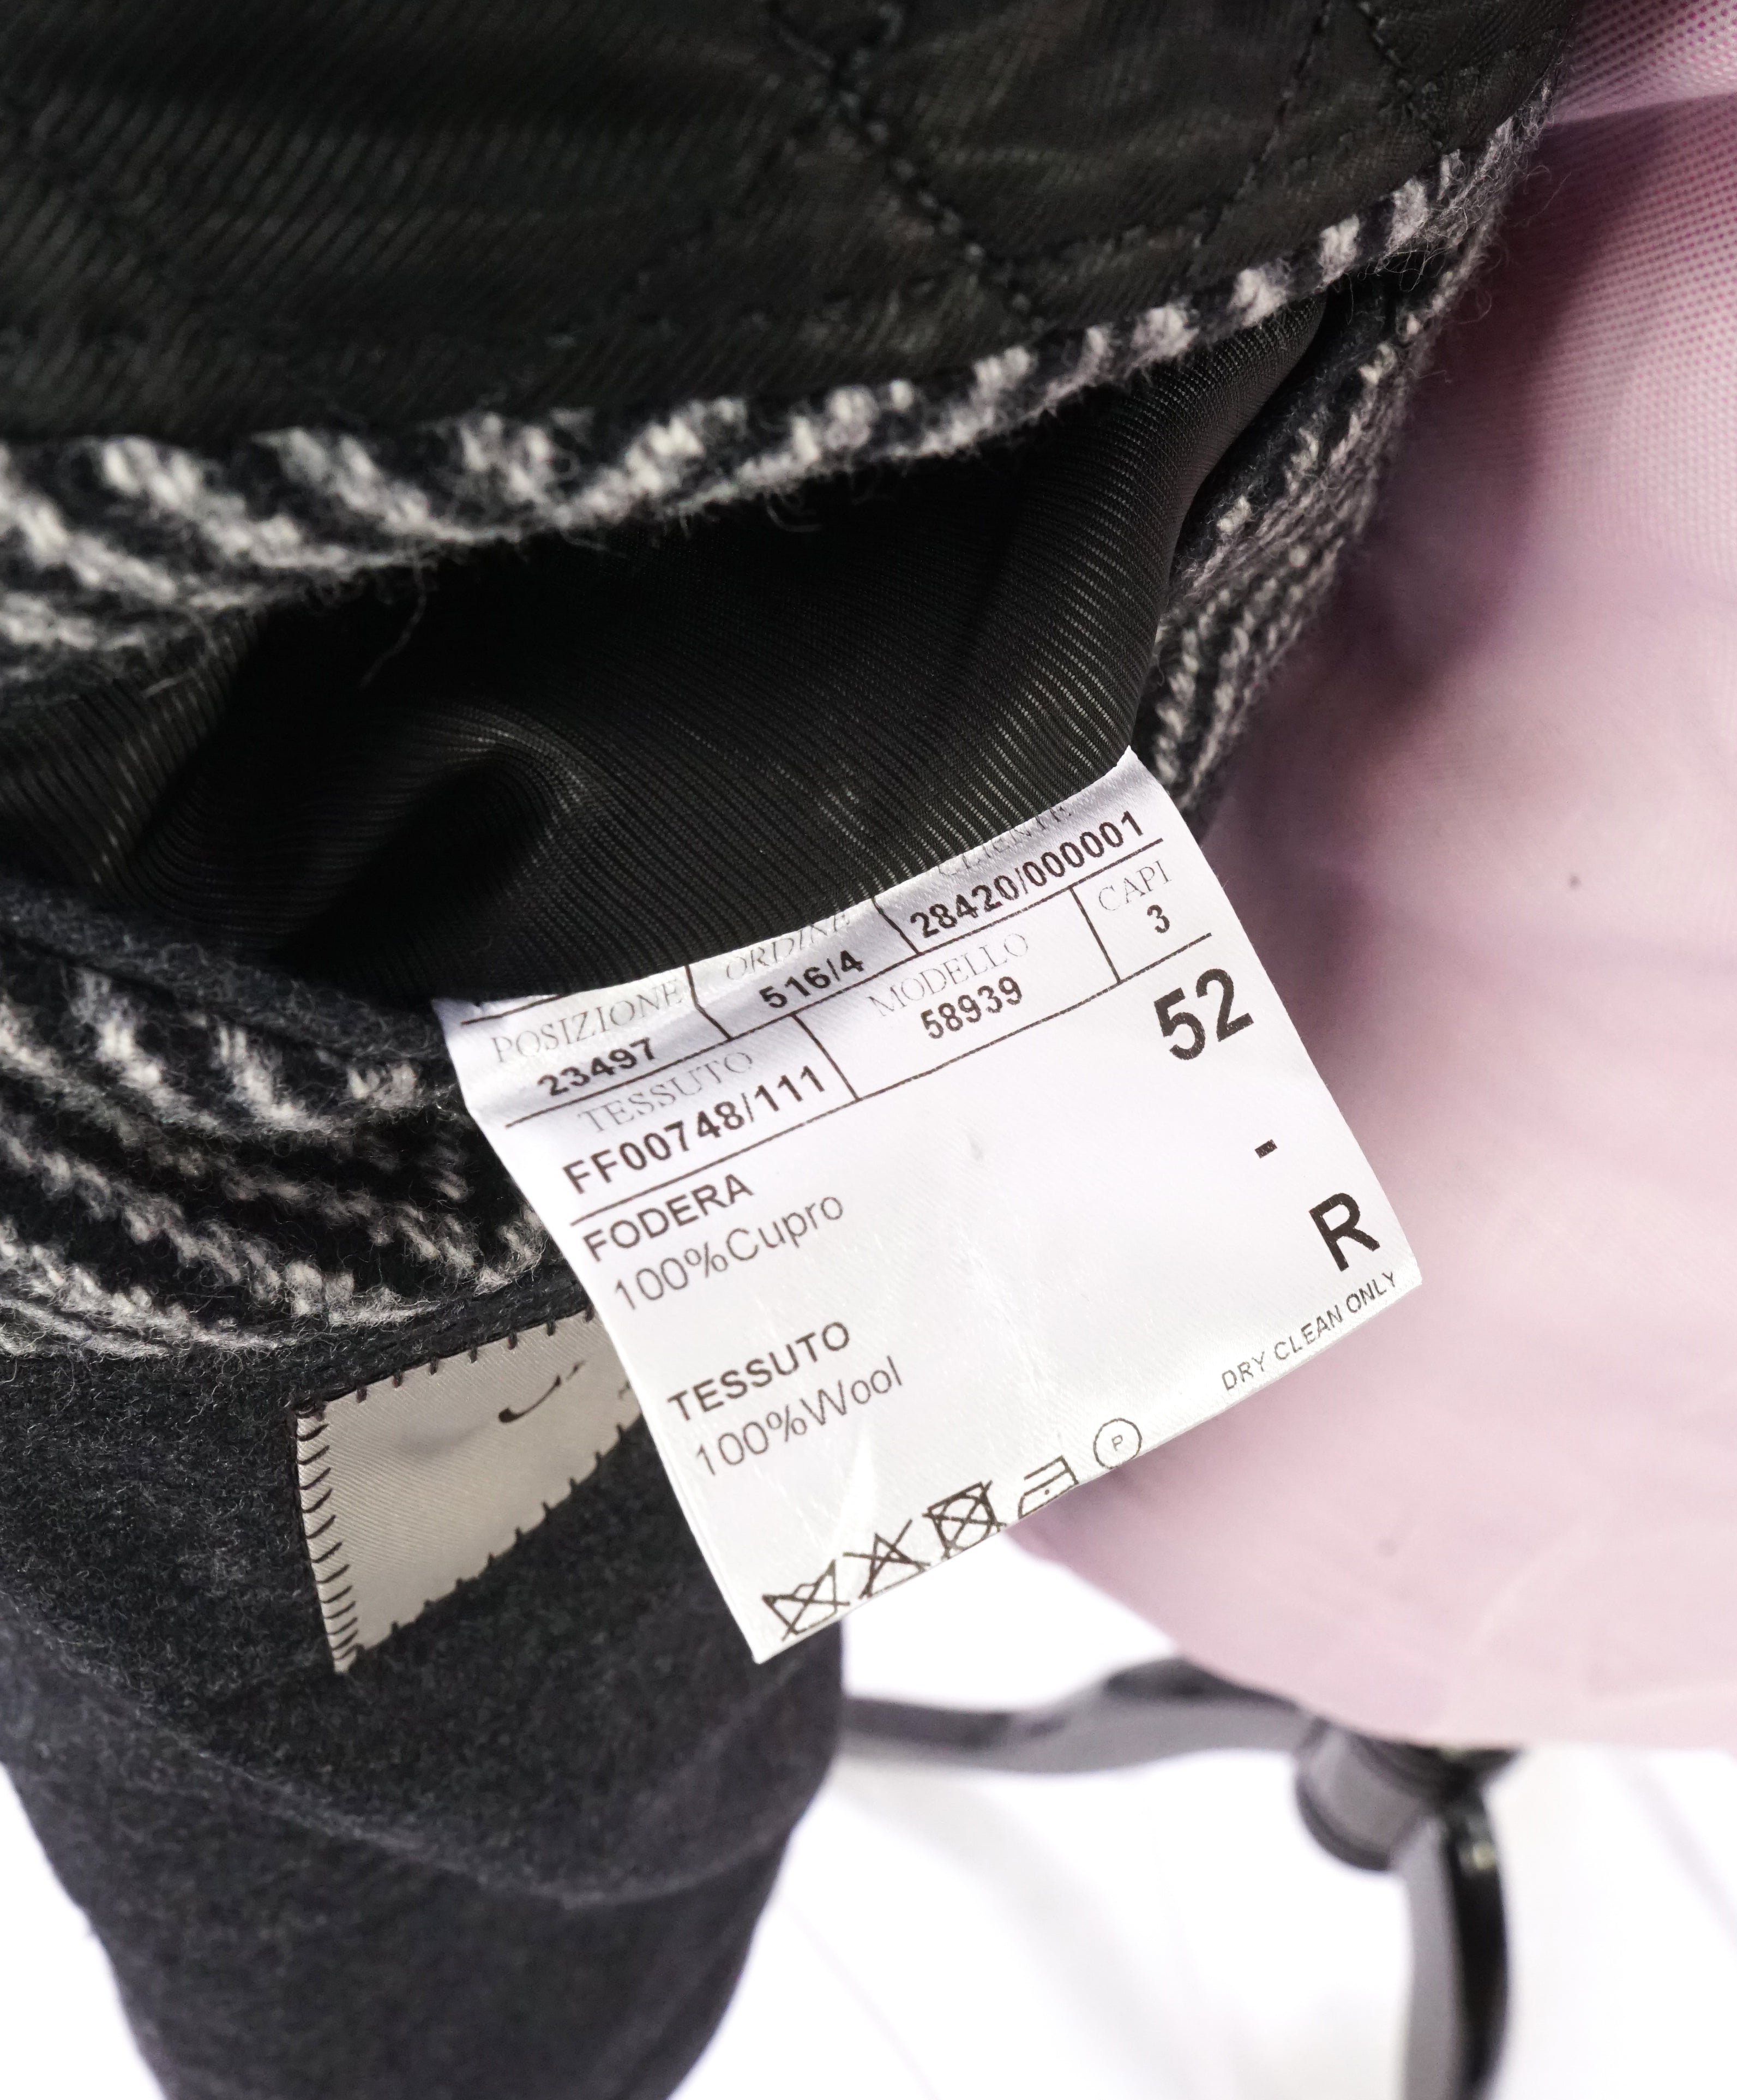 CLIENTE
28420/000001
ORDINE
516/4
CAPI
3
MODELLO
58939
POSIZIONE
23497
TESSUTO
FF00748/111
52
-
R
FODERA
100%Cupro
TESSUTO
100%Wool
DRY CLEAN ONLY
P